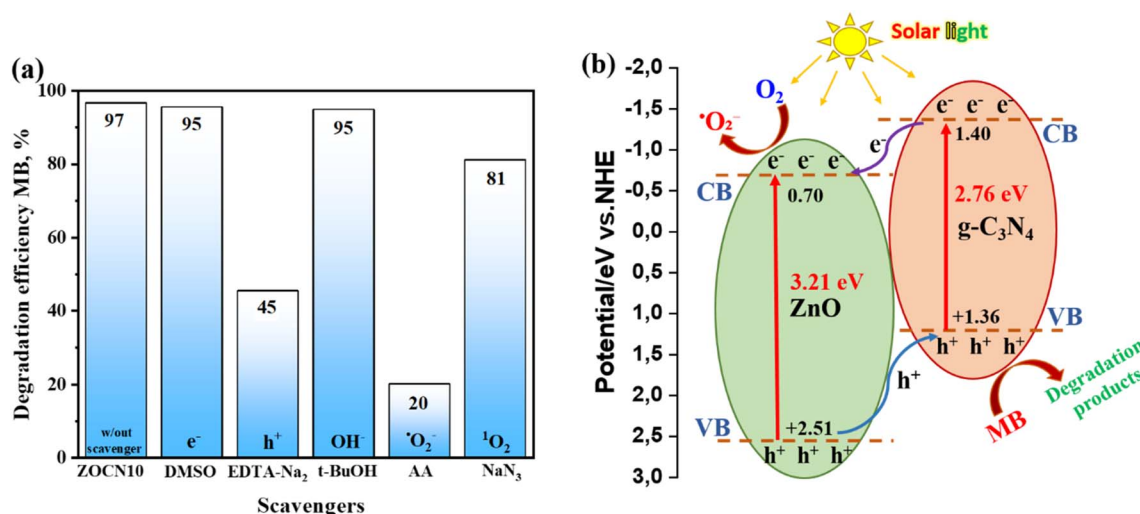 (a)
Degradation efficiency MB, %
100
80
60
40
20
0
97
95
45
95
20
81
w/out
scavenger
e⁻
h⁺
OH⁻
•O₂⁻
¹O₂
ZOCN10
DMSO
EDTA-Na₂
t-BuOH
AA
NaN₃
Scavengers
(b)
Solar light
Potential/eV vs.NHE
-2,0
-1,5
-1,0
-0,5
0,0
0,5
1,0
1,5
2,0
2,5
3,0
O₂
•O₂⁻
e⁻ e⁻ e⁻
CB
0.70
3.21 eV
ZnO
VB
+2.51
h⁺ h⁺ h⁺
e⁻
h⁺
e⁻ e⁻ e⁻
1.40
CB
2.76 eV
g-C₃N₄
+1.36
VB
h⁺ h⁺ h⁺
MB
Degradation
products